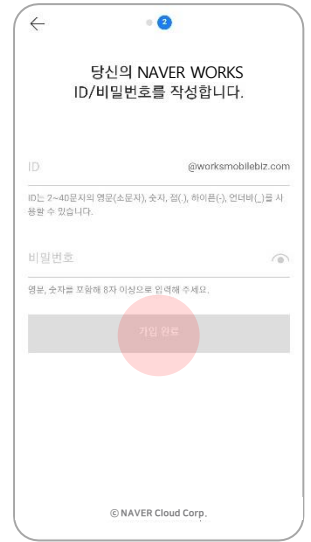 2
당신의 NAVER WORKS
ID/비밀번호를 작성합니다.
ID @worksmobilebiz.com
ID는 2~40문자의 영문(소문자), 숫자, 점(.), 하이픈(-), 언더바(_)를 사
용할 수 있습니다.
비밀번호
영문, 숫자를 포함해 8자 이상으로 입력해 주세요.
가입 완료
© NAVER Cloud Corp.